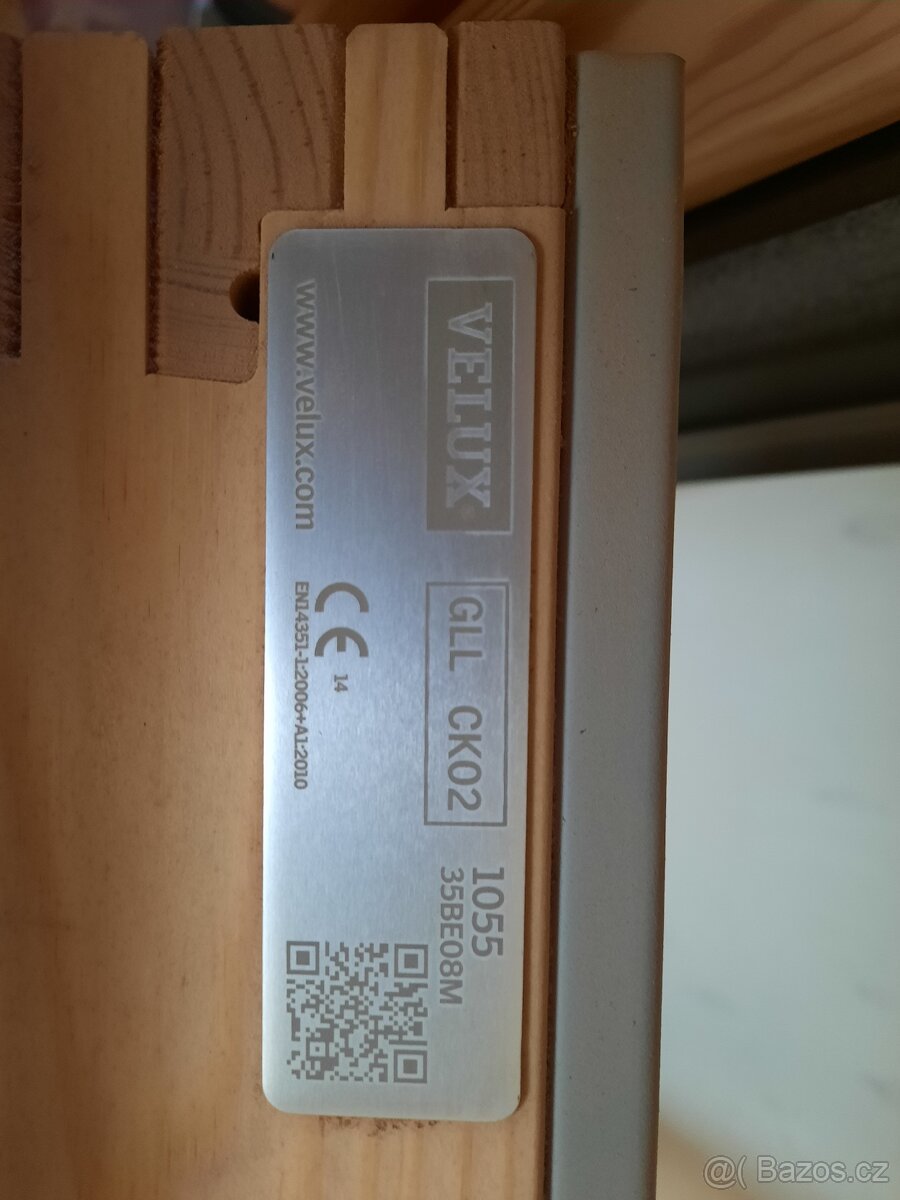 VELUX®
GLL CK02
1055
35BE08M
www.velux.com
CE 14
EN14351-1:2006+A1:2010
@( Bazos.cz